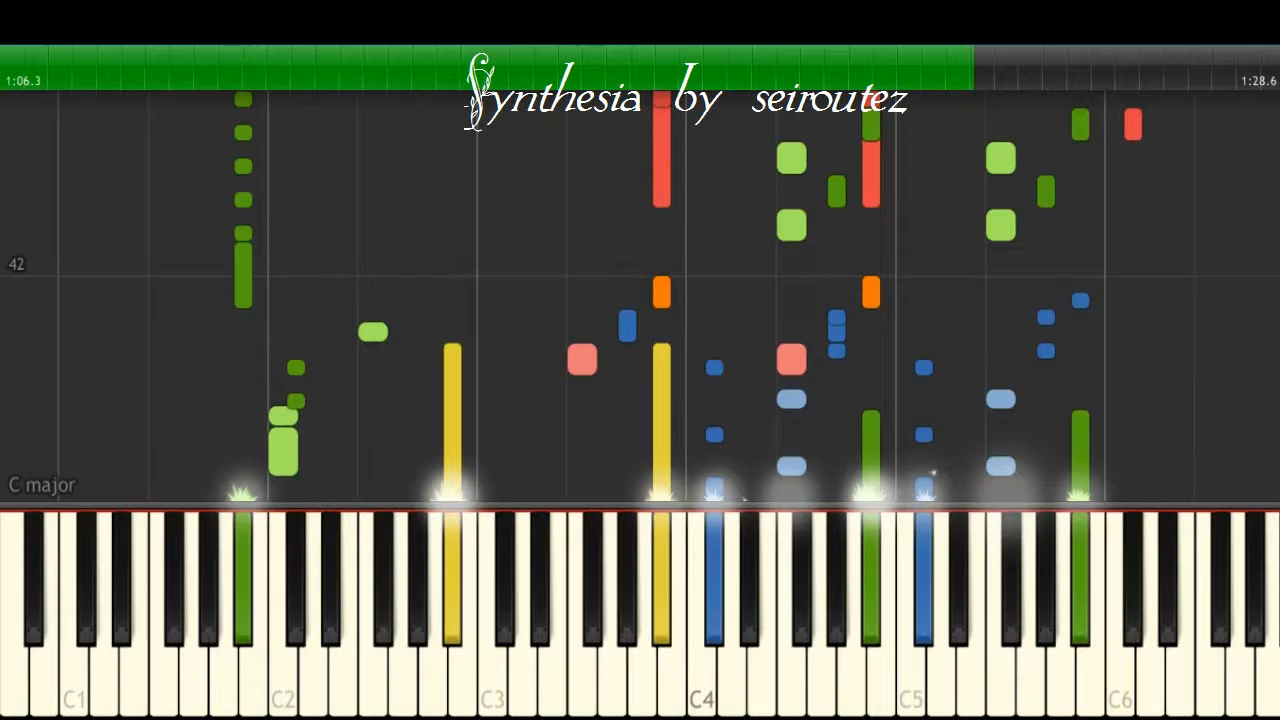 Synthesia by seiroutez
1:06.3
1:28.6
42
C major
C1 C2 C3 C4 C5 C6